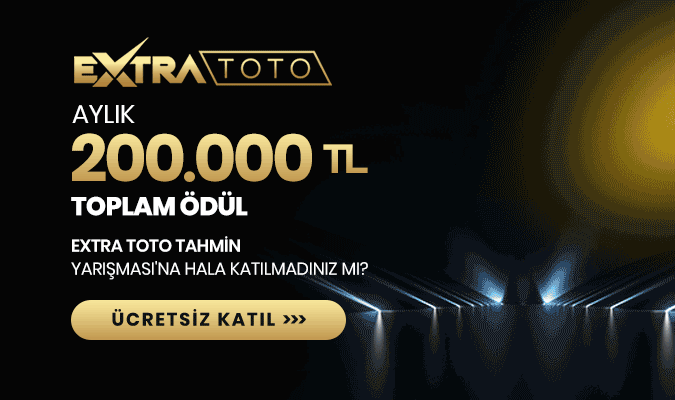 EXTRA TOTO
AYLIK
200.000 TL
TOPLAM ÖDÜL
EXTRA TOTO TAHMİN
YARIŞMASI'NA HALA KATILMADINIZ MI?
ÜCRETSİZ KATIL >>>